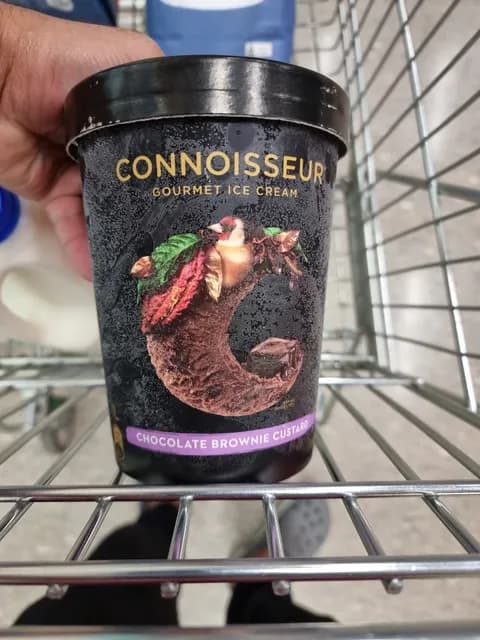 CONNOISSEUR
GOURMET ICE CREAM
CHOCOLATE BROWNIE CUSTARD